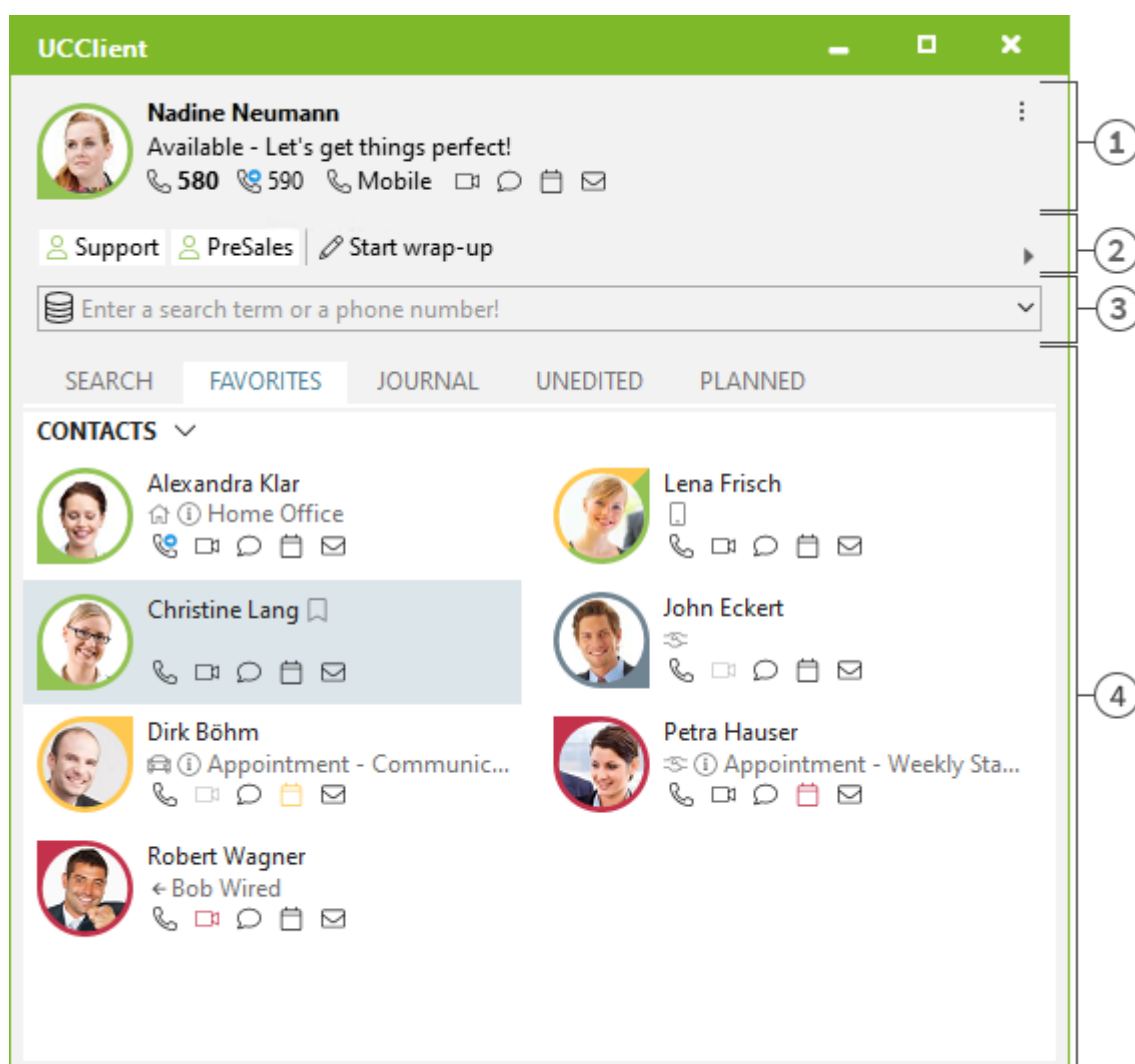 UCClient
Nadine Neumann
Available - Let's get things perfect!
580 590 Mobile
1
Support PreSales Start wrap-up
2
Enter a search term or a phone number!
3
SEARCH FAVORITES JOURNAL UNEDITED PLANNED
CONTACTS
Alexandra Klar
Home Office
Lena Frisch
Christine Lang
John Eckert
4
Dirk Böhm
Appointment - Communic...
Petra Hauser
Appointment - Weekly Sta...
Robert Wagner
Bob Wired